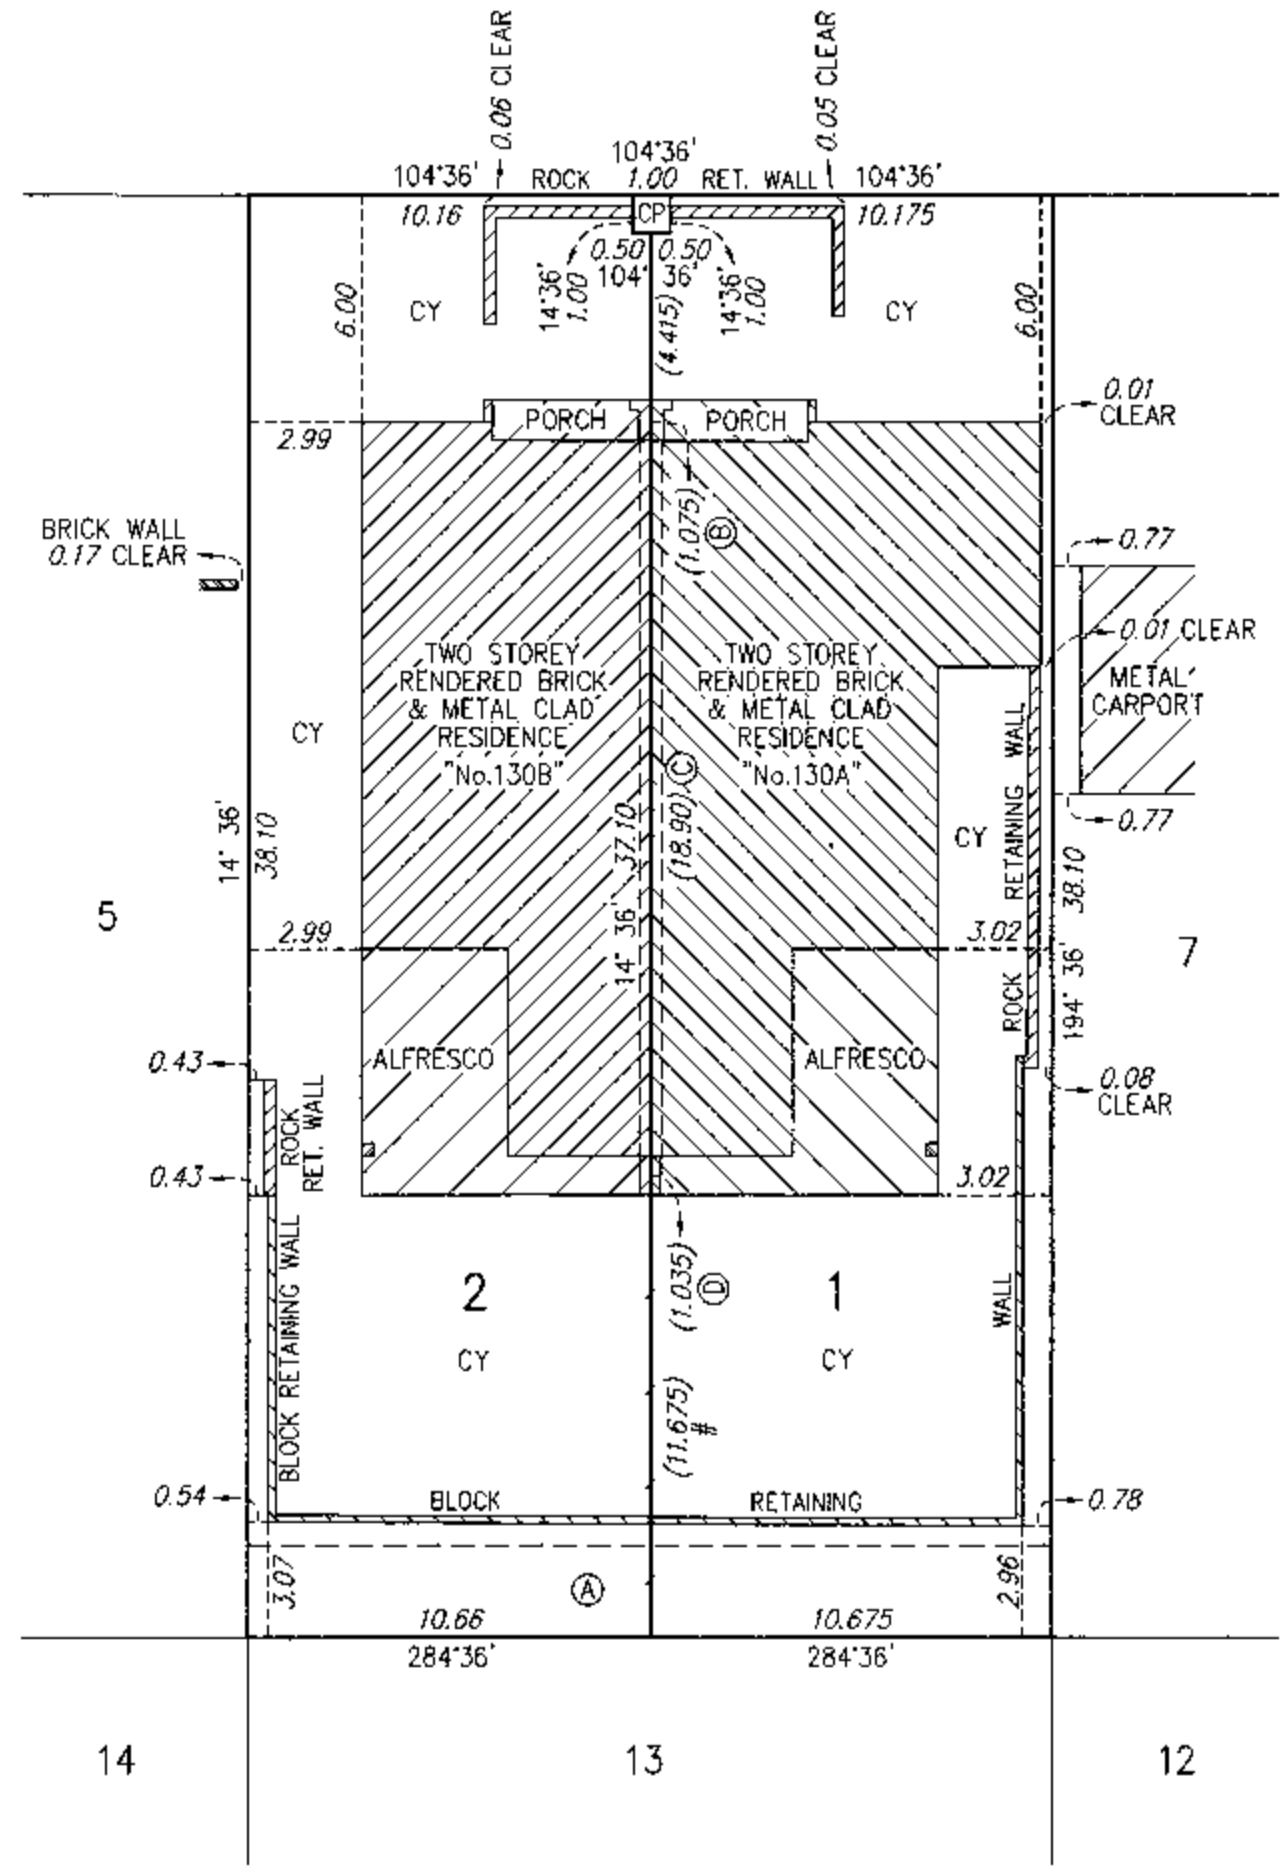 0.06 CLEAR
0.05 CLEAR
104°36'
104°36'
ROCK
1.00
RET. WALL
104°36'
10.16
CP
10.175
0.50
0.50
104° 36'
14°36'
1.00
14°36'
1.00
6.00
CY
(4.415)
CY
6.00
0.01
CLEAR
PORCH
PORCH
2.99
(1.075)
B
BRICK WALL
0.17 CLEAR
0.77
0.01 CLEAR
TWO STOREY
RENDERED BRICK
& METAL CLAD
RESIDENCE
"No.130B"
TWO STOREY
RENDERED BRICK
& METAL CLAD
RESIDENCE
"No.130A"
METAL
CARPORT
CY
C
0.77
14° 36'
38.10
37.10
14° 36'
(18.90)
CY
ROCK RETAINING WALL
38.10
194° 36'
5
7
2.99
3.02
ALFRESCO
ALFRESCO
0.43
0.08
CLEAR
ROCK
RET. WALL
0.43
3.02
BLOCK RETAINING WALL
2
1
(1.035)
D
WALL
CY
CY
(11.675)
#
0.54
BLOCK
RETAINING
0.78
3.07
A
2.96
10.66
10.675
284°36'
284°36'
14
13
12